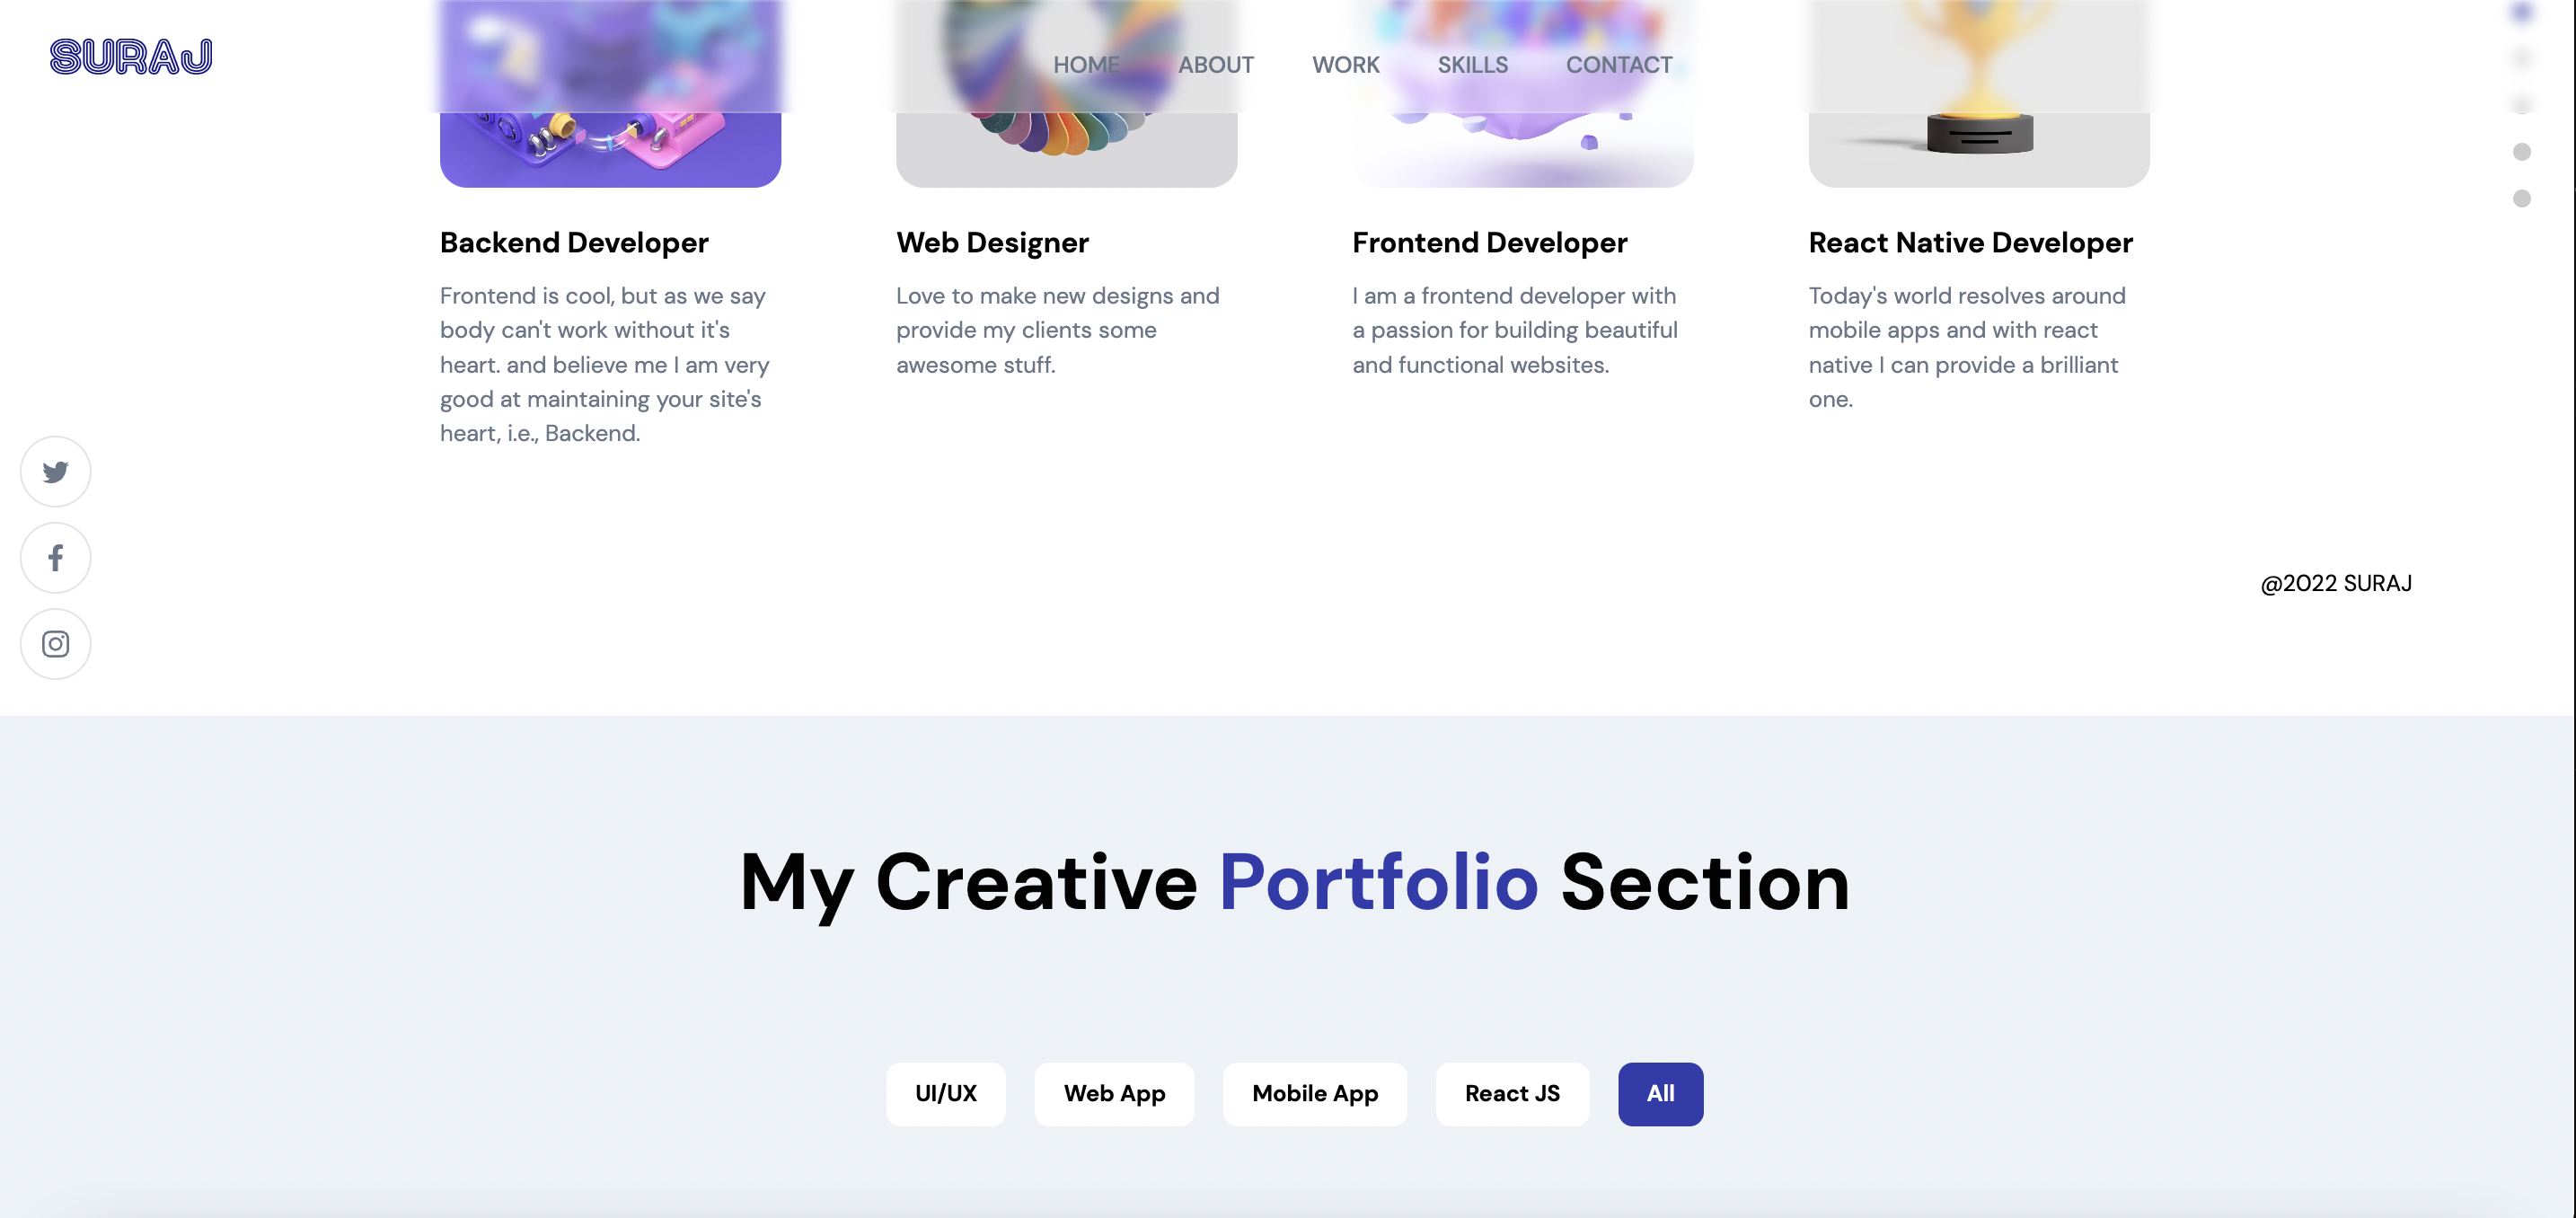 SURAJ
HOME ABOUT WORK SKILLS CONTACT
Backend Developer
Frontend is cool, but as we say
body can't work without it's
heart. and believe me I am very
good at maintaining your site's
heart, i.e., Backend.
Web Designer
Love to make new designs and
provide my clients some
awesome stuff.
Frontend Developer
I am a frontend developer with
a passion for building beautiful
and functional websites.
React Native Developer
Today's world resolves around
mobile apps and with react
native I can provide a brilliant
one.
@2022 SURAJ
My Creative Portfolio Section
UI/UX Web App Mobile App React JS All